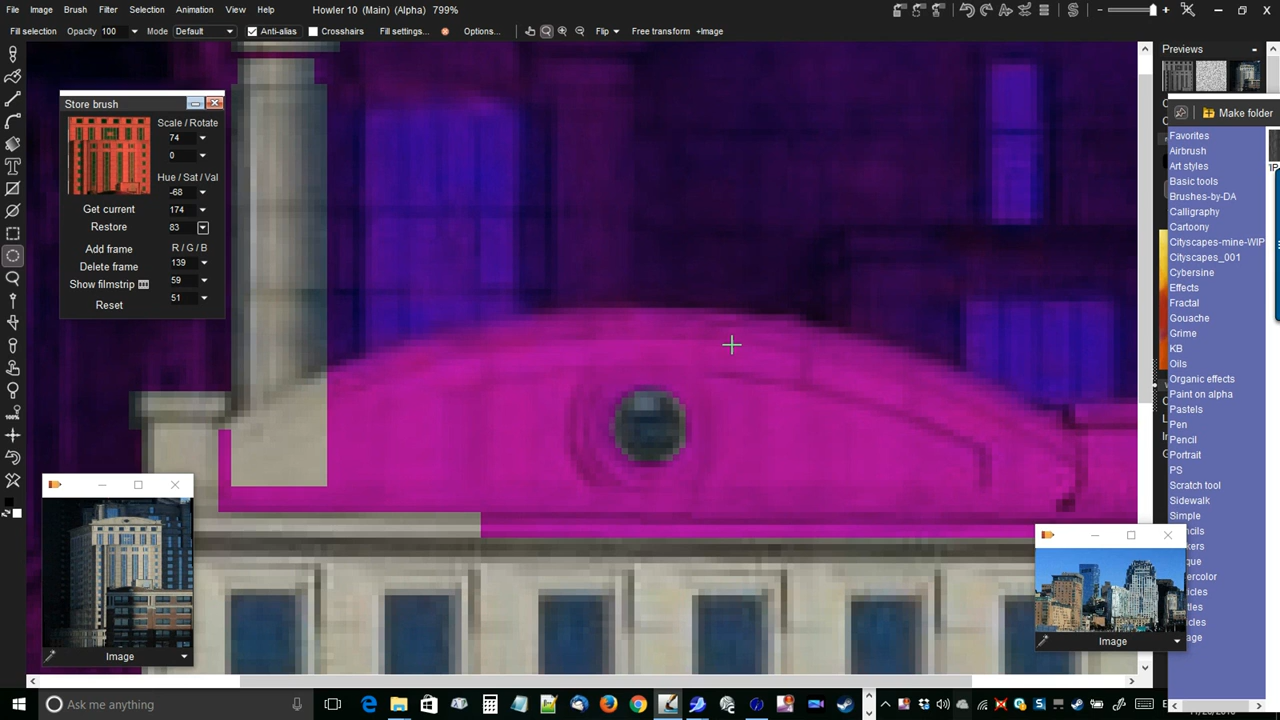 File Image Selection Brush Filter Selection Animation View Help Howler 10 (Main) (Alpha) 799%
Fill selection Opacity 100 Mode Default Anti-alias Crosshairs Fill settings... Options... Flip Free transform +Image
Previews
Store brush
Scale / Rotate
74
0
Hue / Sat / Val
-68
Get current 174
Restore 83
Add frame R / G / B
Delete frame 139
Show filmstrip 59
Reset 51
Make folder
Favorites
Airbrush
Art styles
Basic tools
Brushes-by-DA
Calligraphy
Cartoony
Cityscapes-mine-WIP
Cityscapes_001
Cybersine
Effects
Fractal
Gouache
Grime
KB
Oils
Organic effects
Paint on alpha
Pastels
Pen
Pencil
Portrait
PS
Scratch tool
Sidewalk
Simple
Image
Image
100%
Ask me anything